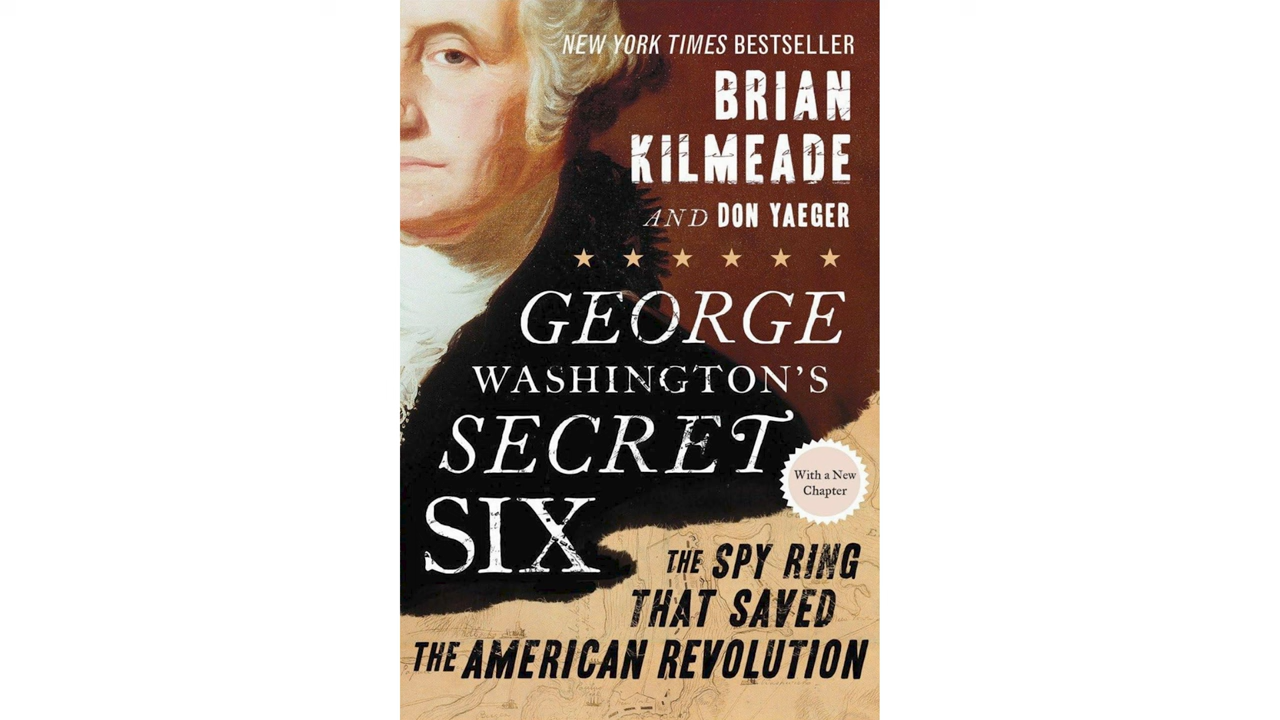 NEW YORK TIMES BESTSELLER
BRIAN
KILMEADE
AND DON YAEGER
GEORGE
WASHINGTON'S
SECRET
SIX
With a New
Chapter
THE SPY RING
THAT SAVED
THE AMERICAN REVOLUTION